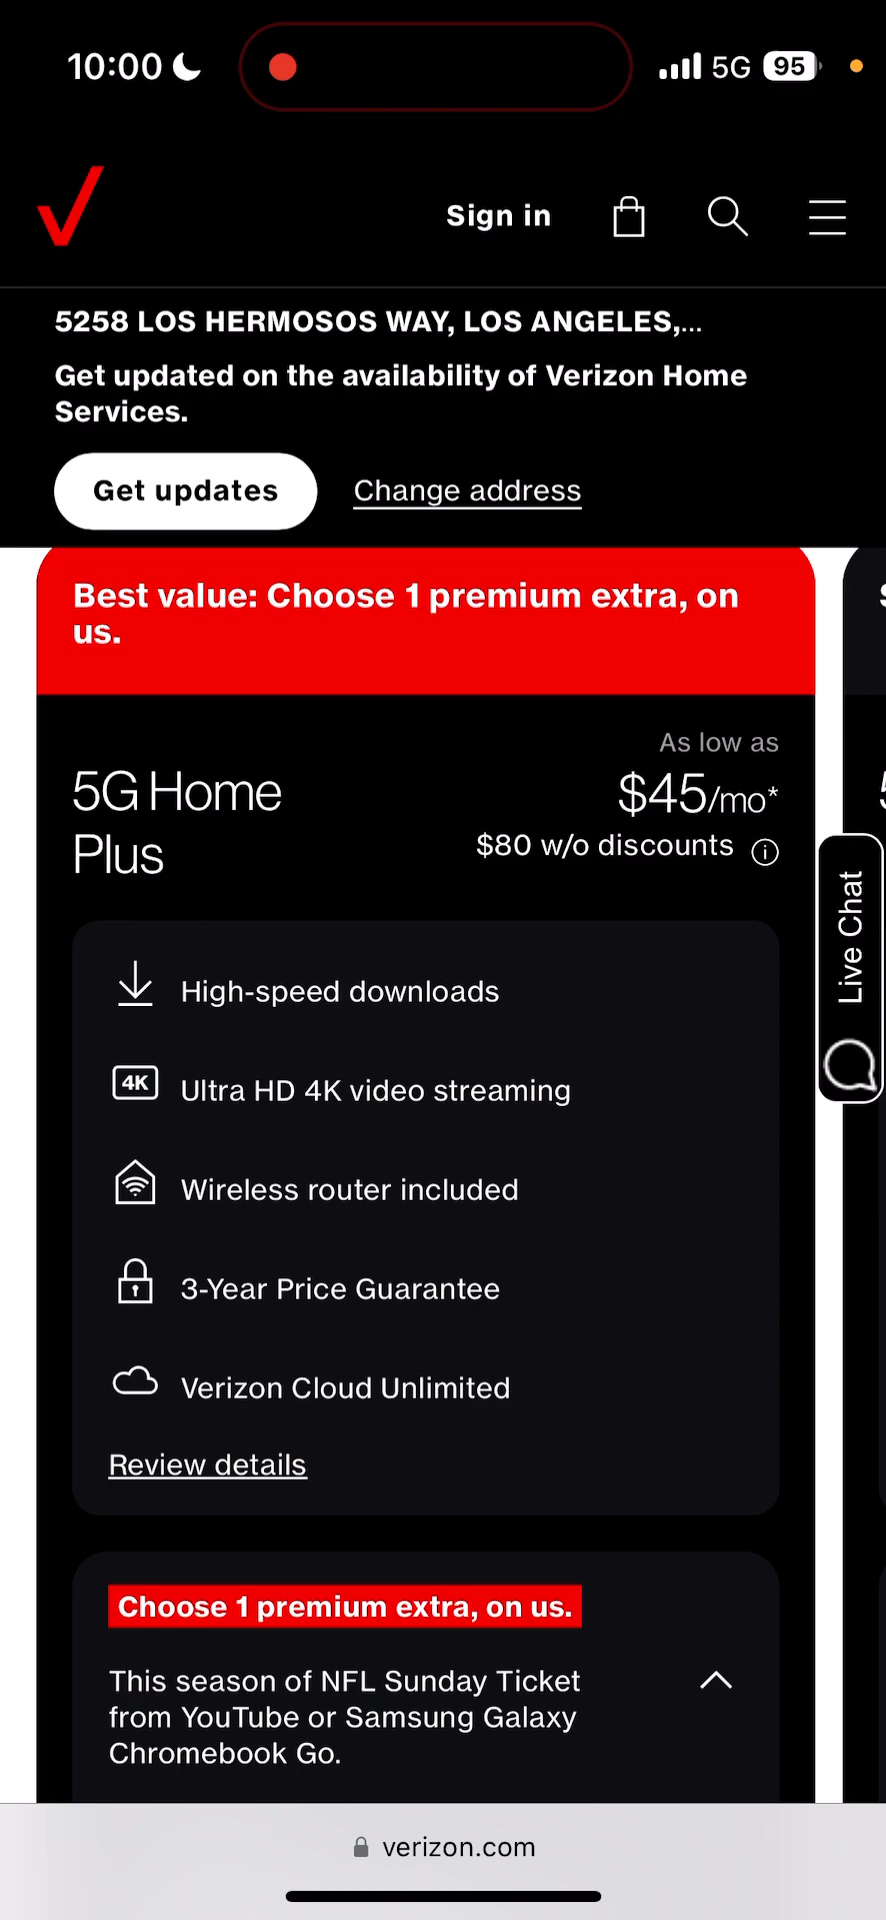 10:00
5G 95
Sign in
5258 LOS HERMOSOS WAY, LOS ANGELES,...
Get updated on the availability of Verizon Home
Services.
Get updates Change address
Best value: Choose 1 premium extra, on
us.
5G Home
Plus
As low as
$45/mo*
$80 w/o discounts
Live Chat
High-speed downloads
4K Ultra HD 4K video streaming
Wireless router included
3-Year Price Guarantee
Verizon Cloud Unlimited
Review details
Choose 1 premium extra, on us.
This season of NFL Sunday Ticket
from YouTube or Samsung Galaxy
Chromebook Go.
verizon.com